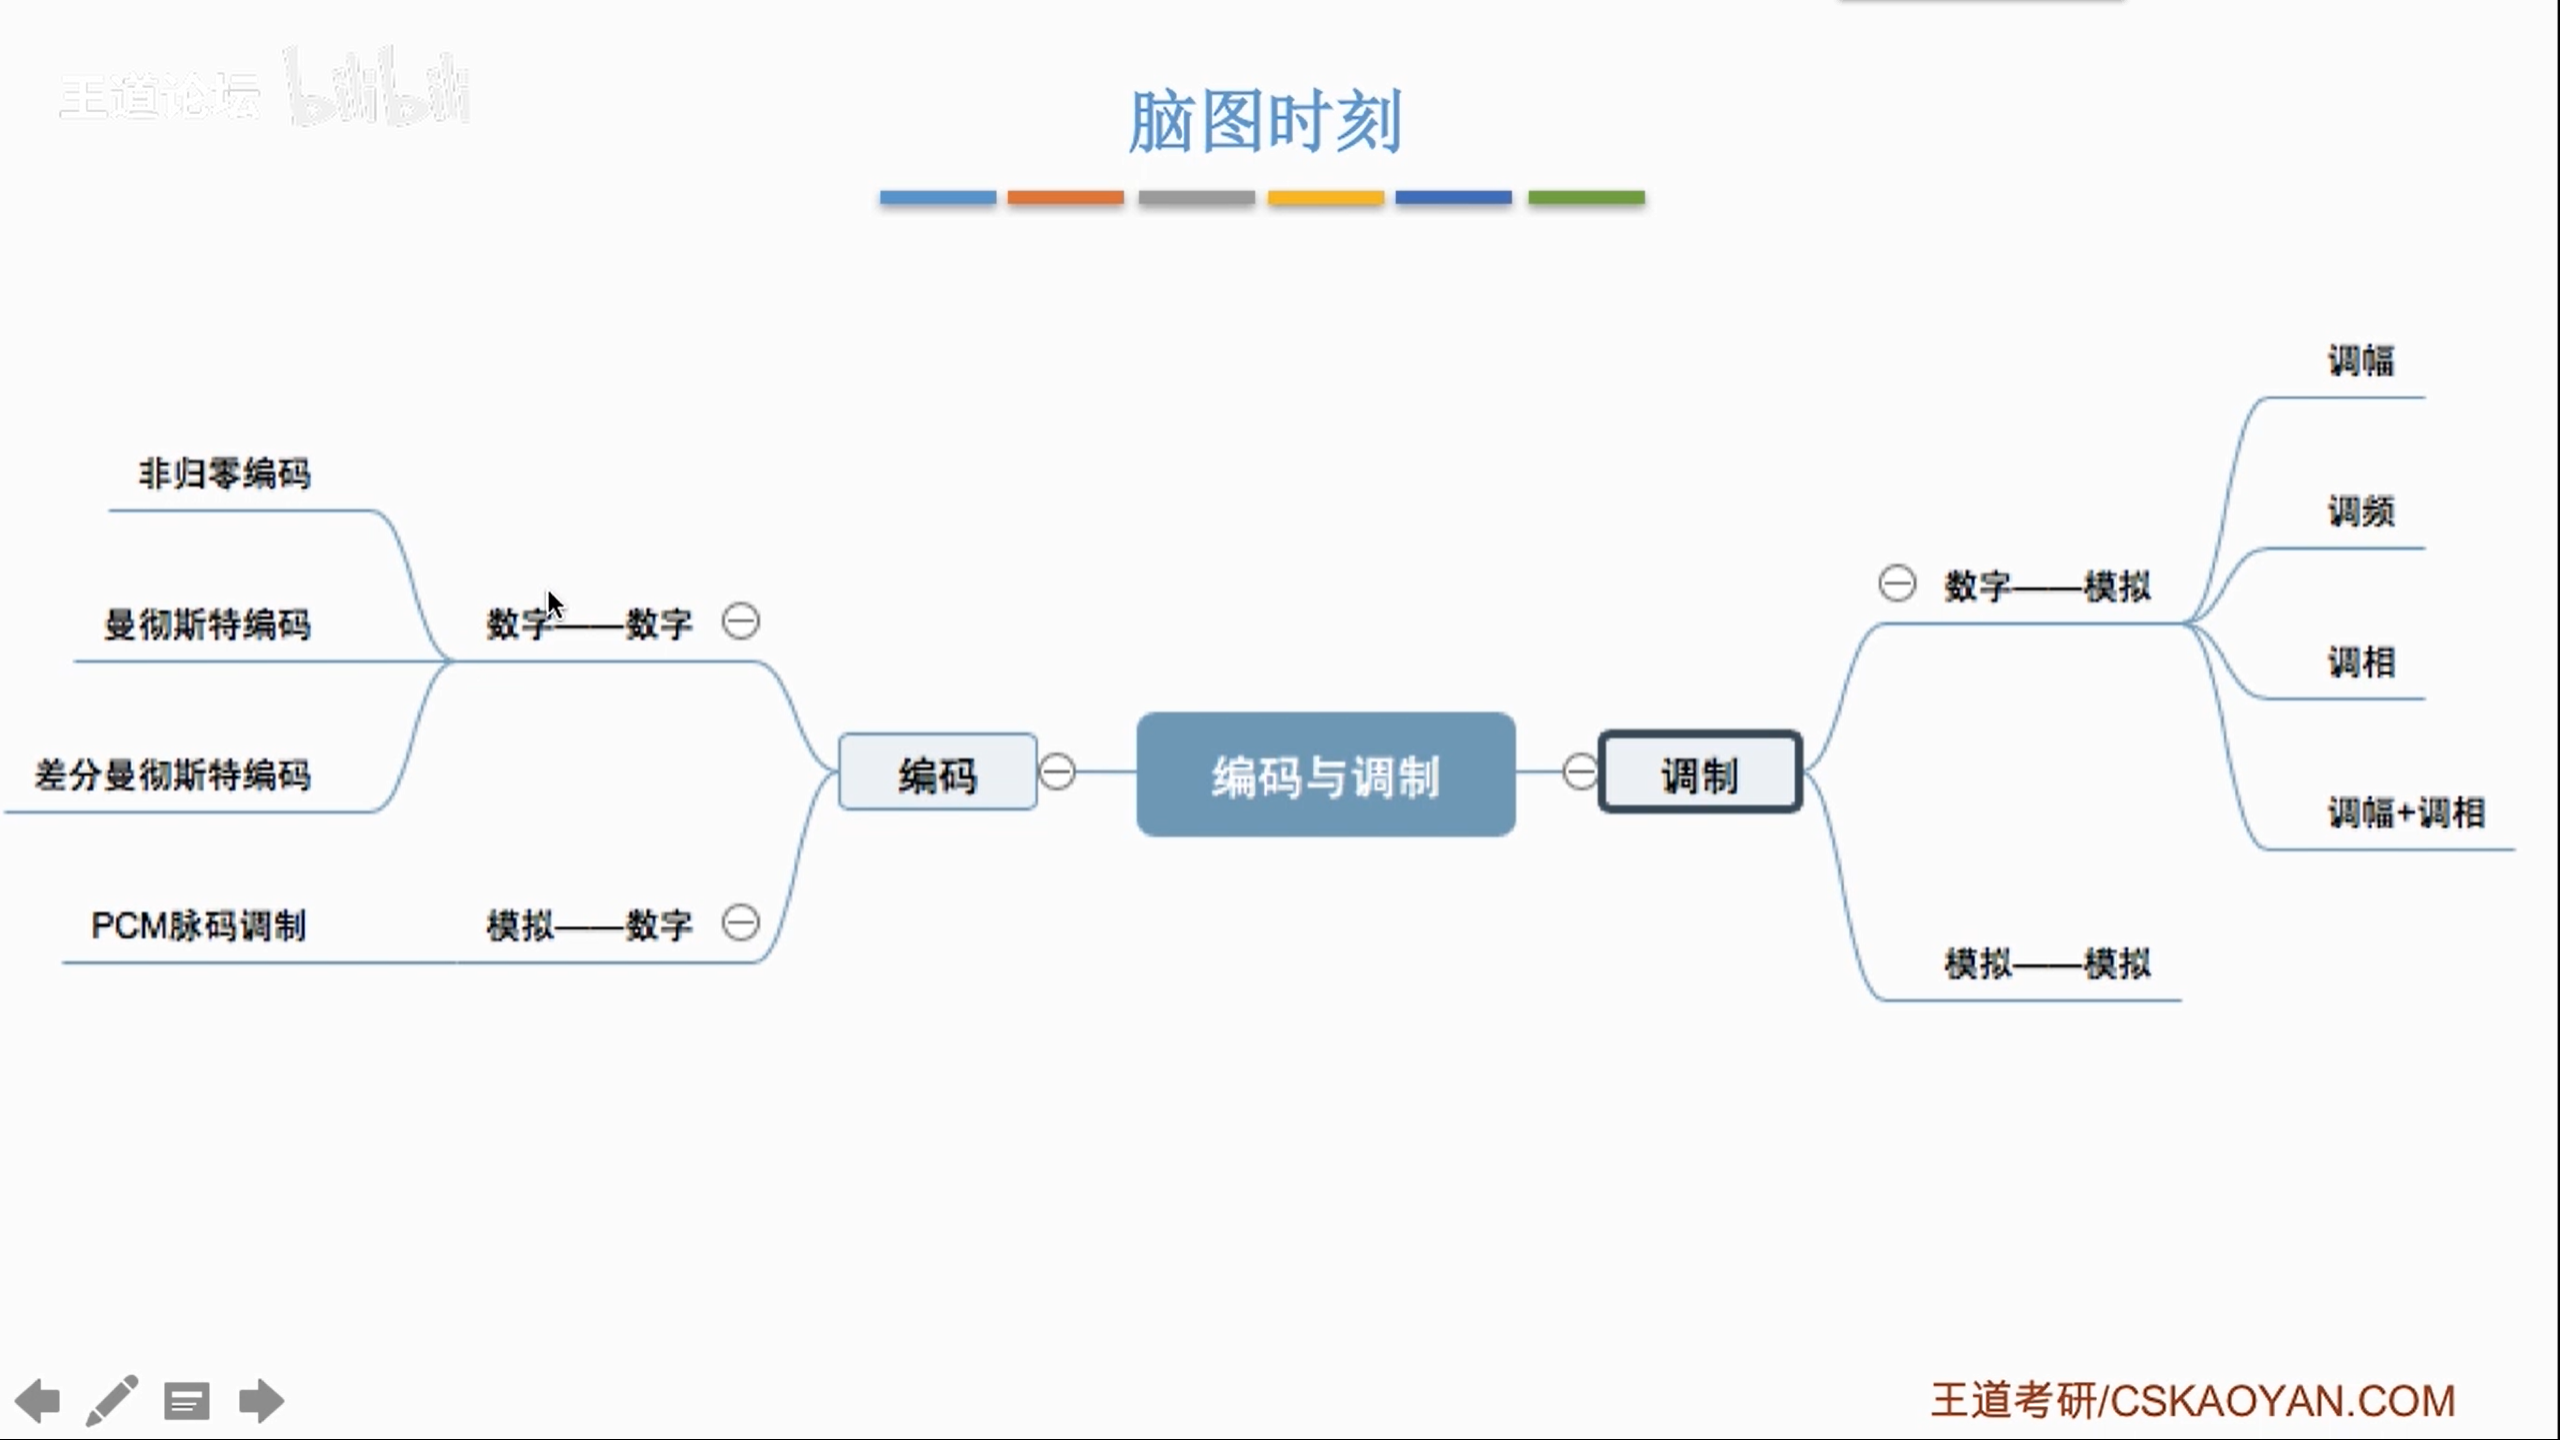 王道论坛 bilibili
脑图时刻
非归零编码
曼彻斯特编码
差分曼彻斯特编码
数字——数字
PCM脉码调制
模拟——数字
编码
编码与调制
调制
数字——模拟
调幅
调频
调相
调幅+调相
模拟——模拟
王道考研/CSKAOYAN.COM